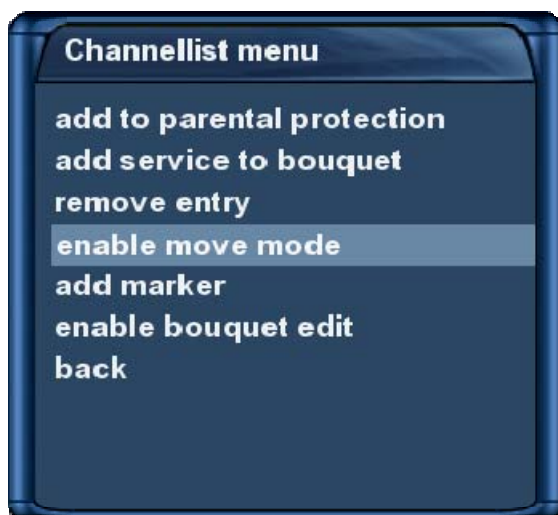 Channellist menu
add to parental protection
add service to bouquet
remove entry
enable move mode
add marker
enable bouquet edit
back